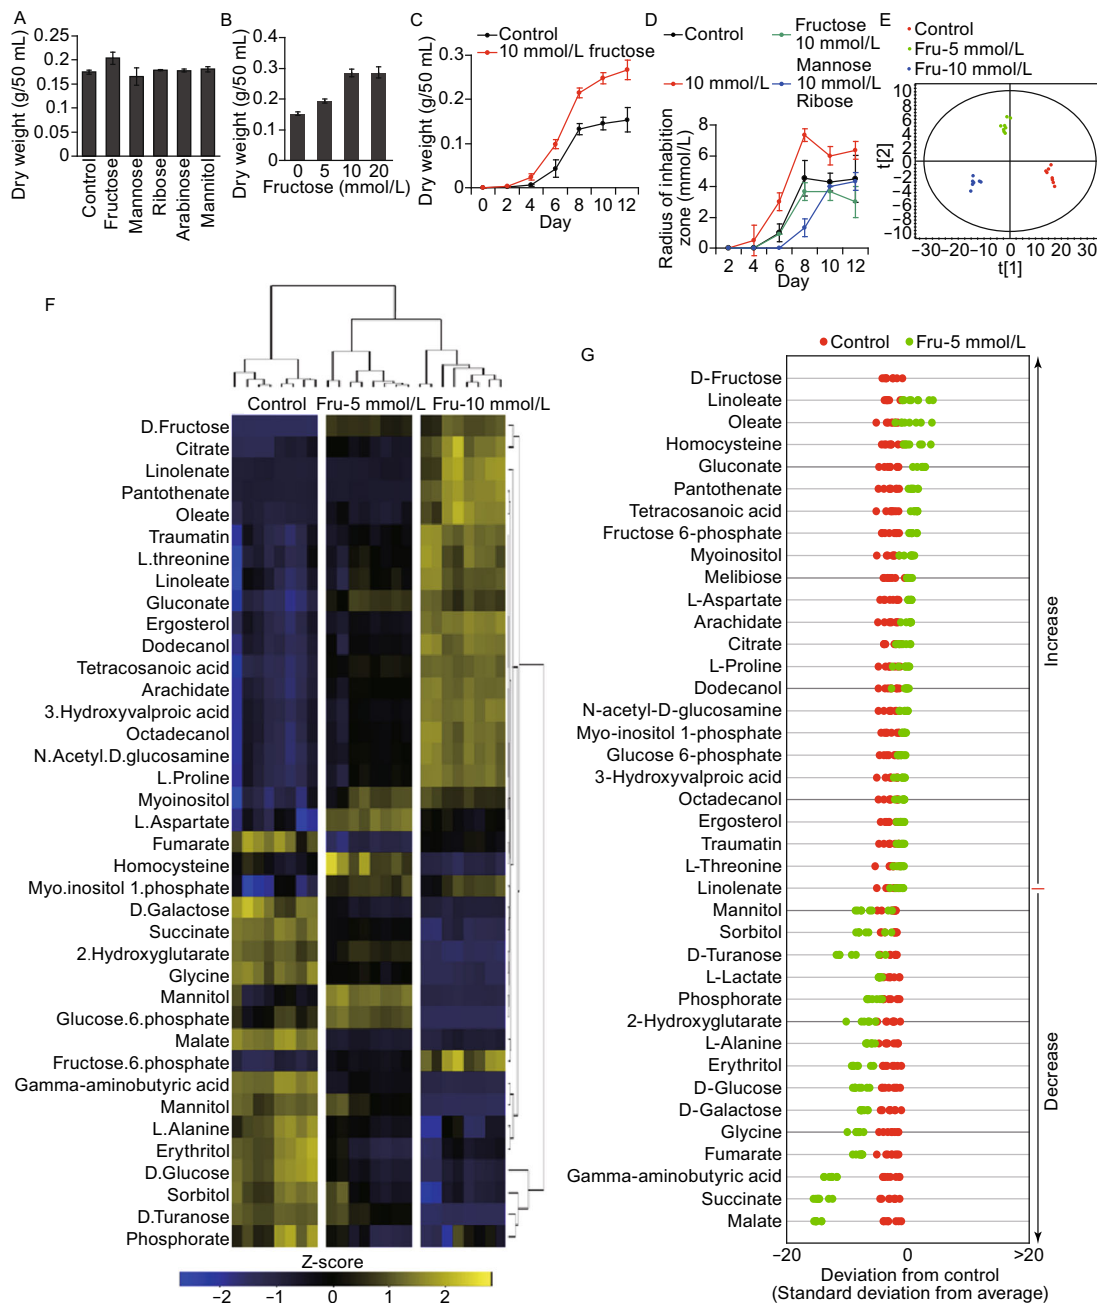 A
Dry weight (g/50 mL)
0.25
0.2
0.15
0.1
0.05
0
Control
Fructose
Mannose
Ribose
Arabinose
Mannitol
B
Dry weight (g/50 mL)
0.4
0.3
0.2
0.1
0
0 5 10 20
Fructose (mmol/L)
C
Control
10 mmol/L fructose
Dry weight (g/50 mL)
0.3
0.2
0.1
0
0 2 4 6 8 10 12
Day
D
Control
Fructose
10 mmol/L
Mannose
10 mmol/L
10 mmol/L
Ribose
Radius of inhabition
zone (mmol/L)
8
6
4
2
0
2 4 6 8 10 12
Day
E
Control
Fru-5 mmol/L
Fru-10 mmol/L
t[2]
10
8
6
4
2
0
−2
−4
−6
−8
−10
−30 −20 −10 0 10 20 30
t[1]
F
Control Fru-5 mmol/L Fru-10 mmol/L
D.Fructose
Citrate
Linolenate
Pantothenate
Oleate
Traumatin
L.threonine
Linoleate
Gluconate
Ergosterol
Dodecanol
Tetracosanoic acid
Arachidate
3.Hydroxyvalproic acid
Octadecanol
N.Acetyl.D.glucosamine
L.Proline
Myoinositol
L.Aspartate
Fumarate
Homocysteine
Myo.inositol 1.phosphate
D.Galactose
Succinate
2.Hydroxyglutarate
Glycine
Mannitol
Glucose.6.phosphate
Malate
Fructose.6.phosphate
Gamma-aminobutyric acid
Mannitol
L.Alanine
Erythritol
D.Glucose
Sorbitol
D.Turanose
Phosphorate
Z-score
−2 −1 0 1 2
G
Control Fru-5 mmol/L
D-Fructose
Linoleate
Oleate
Homocysteine
Gluconate
Pantothenate
Tetracosanoic acid
Fructose 6-phosphate
Myoinositol
Melibiose
L-Aspartate
Arachidate
Citrate
L-Proline
Dodecanol
N-acetyl-D-glucosamine
Myo-inositol 1-phosphate
Glucose 6-phosphate
3-Hydroxyvalproic acid
Octadecanol
Ergosterol
Traumatin
L-Threonine
Linolenate
Mannitol
Sorbitol
D-Turanose
L-Lactate
Phosphorate
2-Hydroxyglutarate
L-Alanine
Erythritol
D-Glucose
D-Galactose
Glycine
Fumarate
Gamma-aminobutyric acid
Succinate
Malate
Increase
Decrease
−20 0 >20
Deviation from control
(Standard deviation from average)